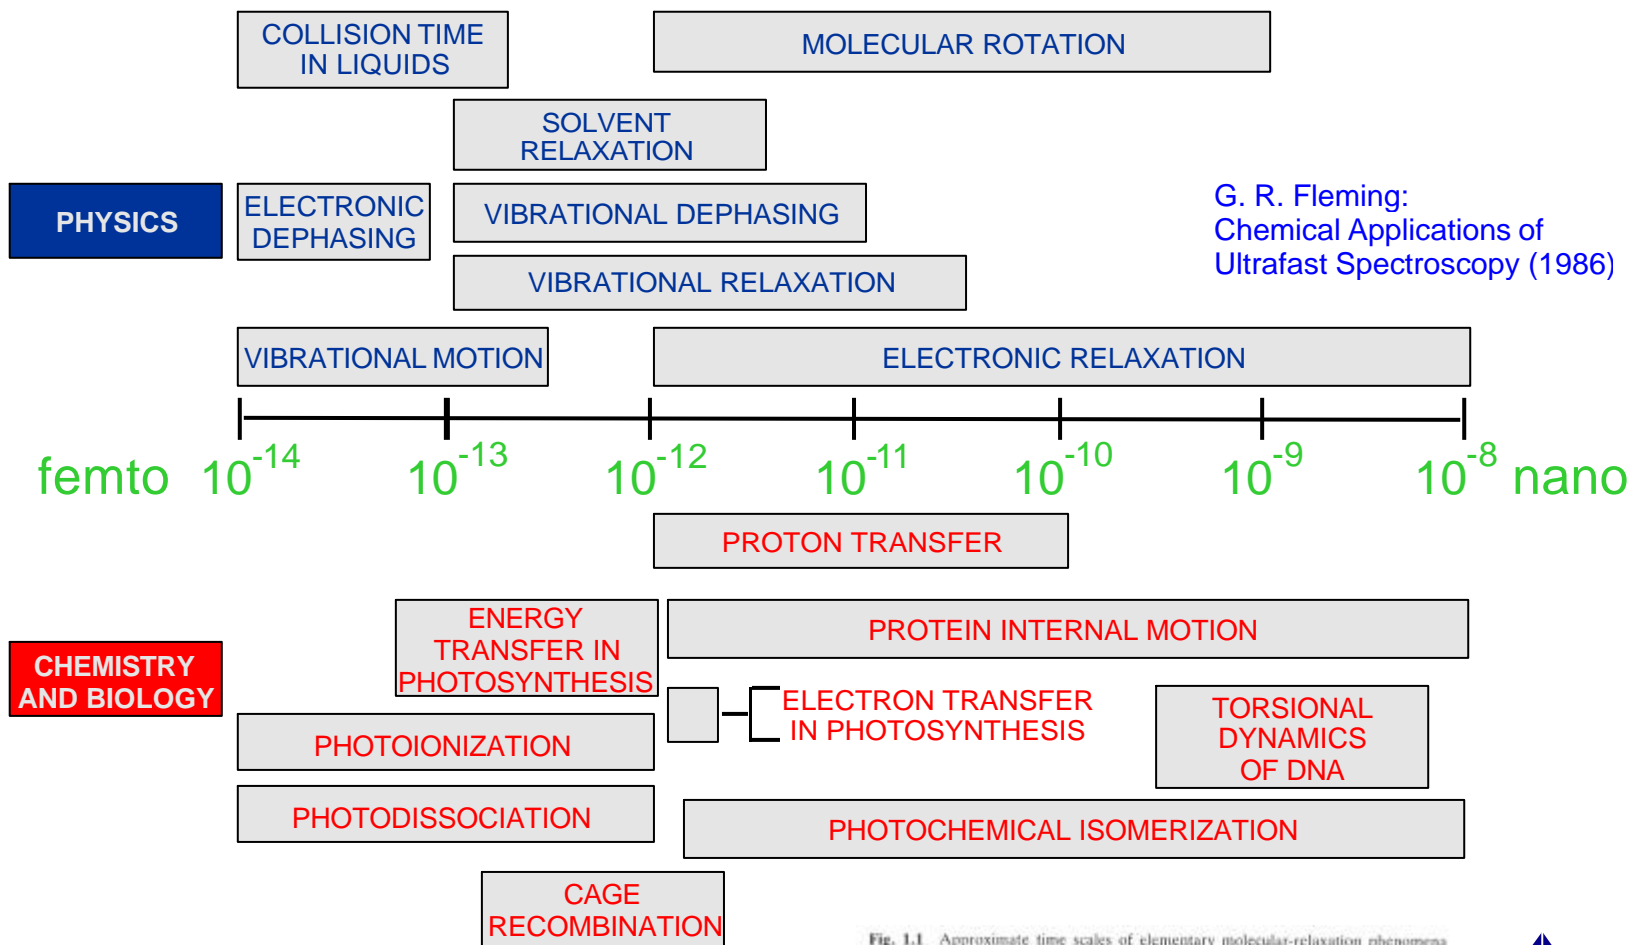 COLLISION TIME
IN LIQUIDS
MOLECULAR ROTATION
SOLVENT
RELAXATION
PHYSICS
ELECTRONIC
DEPHASING
VIBRATIONAL DEPHASING
G. R. Fleming:
Chemical Applications of
Ultrafast Spectroscopy (1986)
VIBRATIONAL RELAXATION
VIBRATIONAL MOTION
ELECTRONIC RELAXATION
femto 10^-14 10^-13 10^-12 10^-11 10^-10 10^-9 10^-8 nano
PROTON TRANSFER
ENERGY
TRANSFER IN
PHOTOSYNTHESIS
PROTEIN INTERNAL MOTION
CHEMISTRY
AND BIOLOGY
ELECTRON TRANSFER
IN PHOTOSYNTHESIS
TORSIONAL
DYNAMICS
OF DNA
PHOTOIONIZATION
PHOTODISSOCIATION
PHOTOCHEMICAL ISOMERIZATION
CAGE
RECOMBINATION
Fig. 1.1 Approximate time scales of elementary molecular-relaxation phenomena